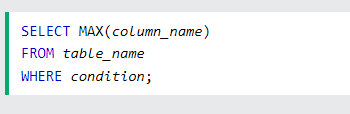 SELECT MAX(column_name)
FROM table_name
WHERE condition;